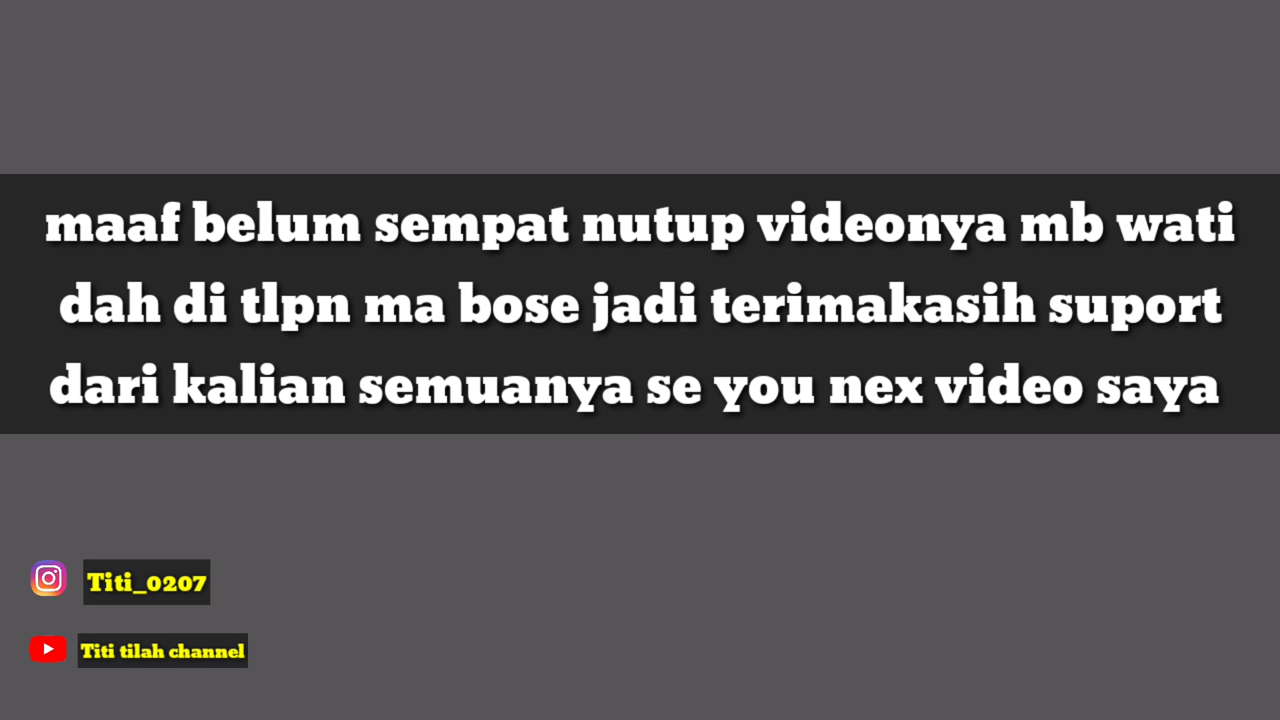 maaf belum sempat nutup videonya mb wati
dah di tlpn ma bose jadi terimakasih suport
dari kalian semuanya se you nex video saya
Titi_0207
Titi tilah channel